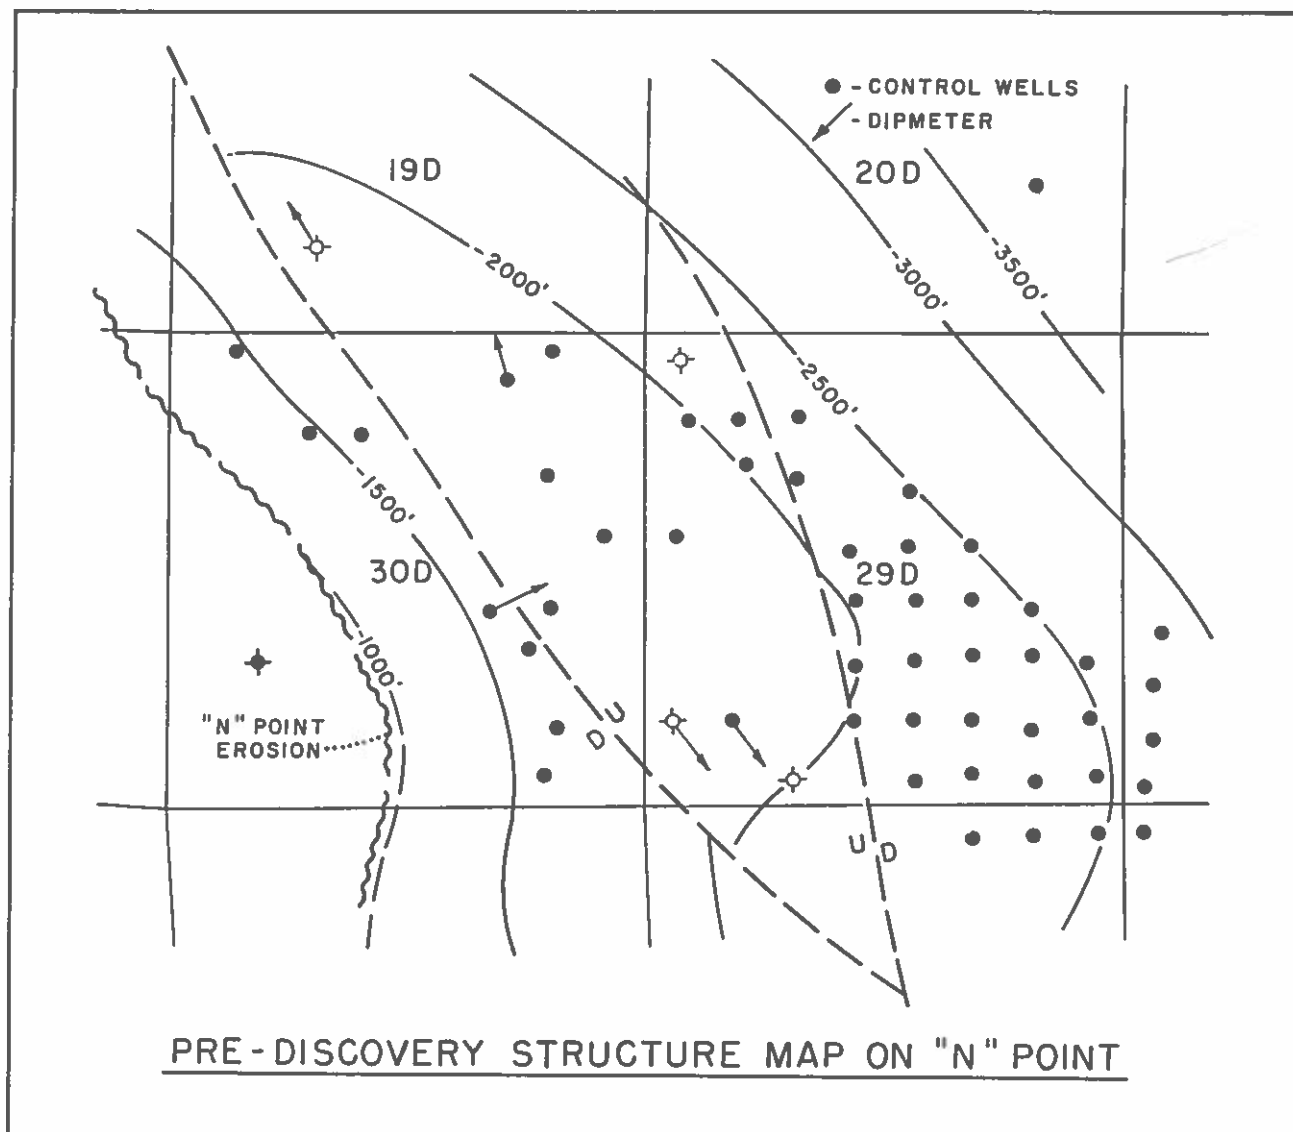 - CONTROL WELLS
- DIPMETER
19D
20D
-2000'
-3000'
-3500'
-2500'
-1500'
30D
29D
-1000'
"N" POINT
EROSION
U
D
U D
PRE-DISCOVERY STRUCTURE MAP ON "N" POINT